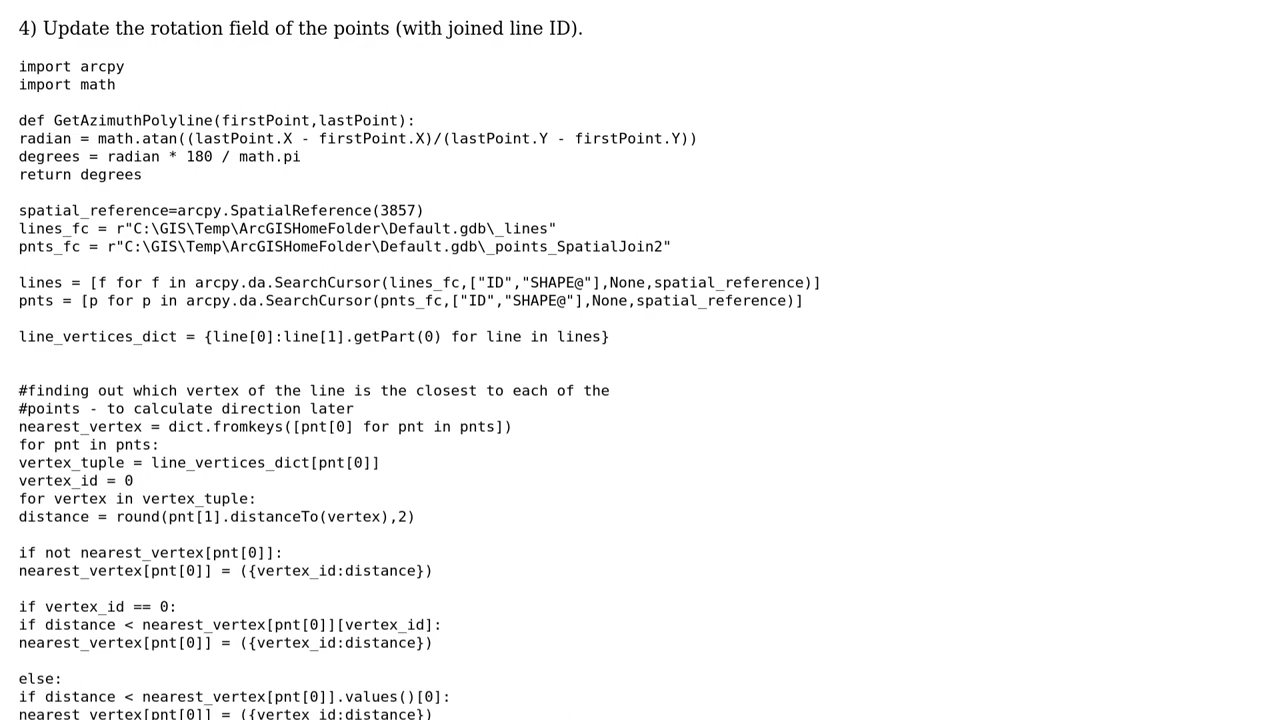 4) Update the rotation field of the points (with joined line ID).
import arcpy
import math
def GetAzimuthPolyline(firstPoint,lastPoint):
radian = math.atan((lastPoint.X - firstPoint.X)/(lastPoint.Y - firstPoint.Y))
degrees = radian * 180 / math.pi
return degrees
spatial_reference=arcpy.SpatialReference(3857)
lines_fc = r"C:\GIS\Temp\ArcGISHomeFolder\Default.gdb\_lines"
pnts_fc = r"C:\GIS\Temp\ArcGISHomeFolder\Default.gdb\_points_SpatialJoin2"
lines = [f for f in arcpy.da.SearchCursor(lines_fc,["ID","SHAPE@"],None,spatial_reference)]
pnts = [p for p in arcpy.da.SearchCursor(pnts_fc,["ID","SHAPE@"],None,spatial_reference)]
line_vertices_dict = {line[0]:line[1].getPart(0) for line in lines}
#finding out which vertex of the line is the closest to each of the
#points - to calculate direction later
nearest_vertex = dict.fromkeys([pnt[0] for pnt in pnts])
for pnt in pnts:
vertex_tuple = line_vertices_dict[pnt[0]]
vertex_id = 0
for vertex in vertex_tuple:
distance = round(pnt[1].distanceTo(vertex),2)
if not nearest_vertex[pnt[0]]:
nearest_vertex[pnt[0]] = ({vertex_id:distance})
if vertex_id == 0:
if distance < nearest_vertex[pnt[0]][vertex_id]:
nearest_vertex[pnt[0]] = ({vertex_id:distance})
else:
if distance < nearest_vertex[pnt[0]].values()[0]:
nearest_vertex[pnt[0]] = ({vertex_id:distance})